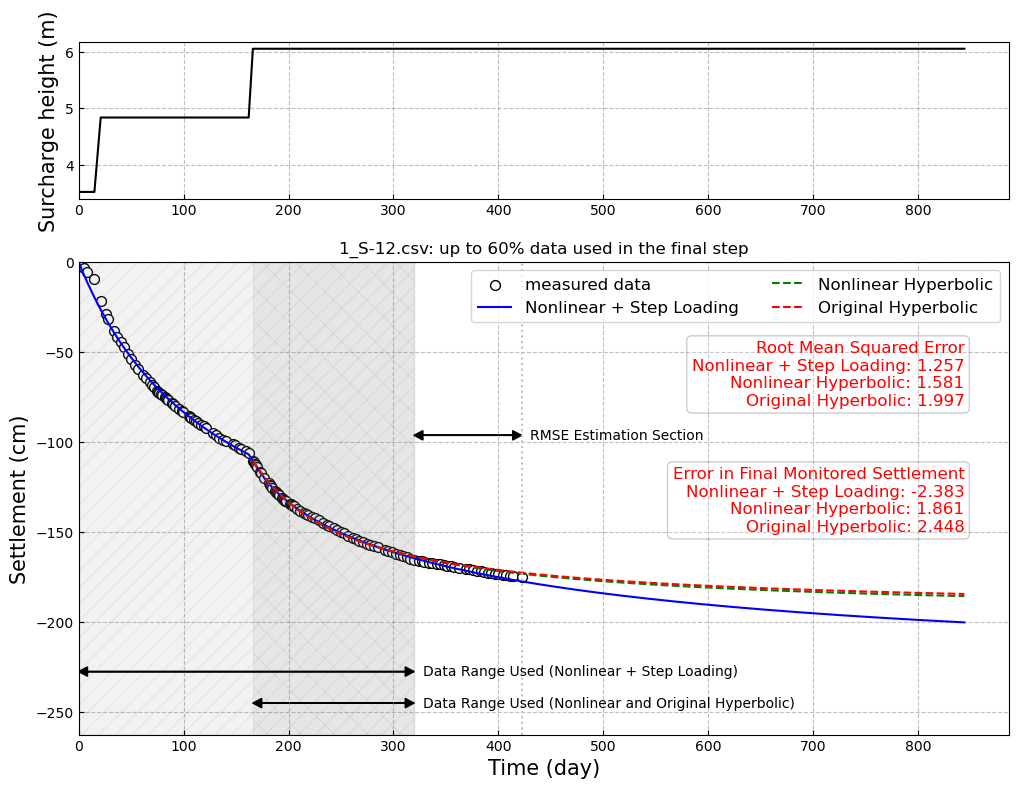 Surcharge height (m)
6
5
4
0 100 200 300 400 500 600 700 800
1_S-12.csv: up to 60% data used in the final step
measured data
Nonlinear + Step Loading
Nonlinear Hyperbolic
Original Hyperbolic
Root Mean Squared Error
Nonlinear + Step Loading: 1.257
Nonlinear Hyperbolic: 1.581
Original Hyperbolic: 1.997
RMSE Estimation Section
Error in Final Monitored Settlement
Nonlinear + Step Loading: -2.383
Nonlinear Hyperbolic: 1.861
Original Hyperbolic: 2.448
Data Range Used (Nonlinear + Step Loading)
Data Range Used (Nonlinear and Original Hyperbolic)
Settlement (cm)
0
−50
−100
−150
−200
−250
0 100 200 300 400 500 600 700 800
Time (day)